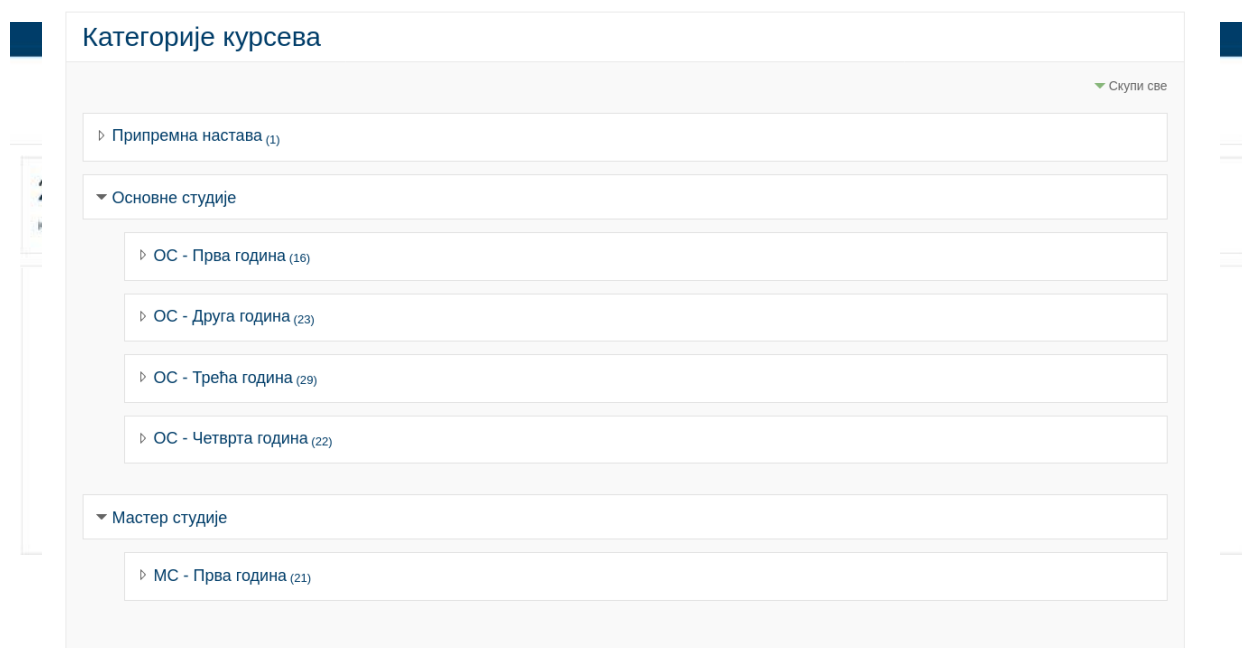 Категорије курсева
Скупи све
Припремна настава (1)
Основне студије
ОС - Прва година (16)
ОС - Друга година (23)
ОС - Трећа година (29)
ОС - Четврта година (22)
Мастер студије
МС - Прва година (21)